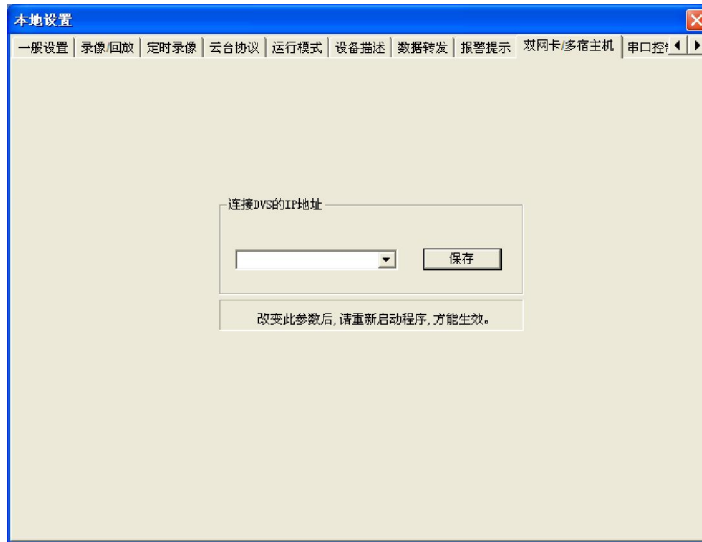 本地设置
一般设置 录像/回放 定时录像 云台协议 运行模式 设备描述 数据转发 报警提示 双网卡/多宿主机 串口控
连接DVS的IP地址
保存
改变此参数后,请重新启动程序,方能生效。